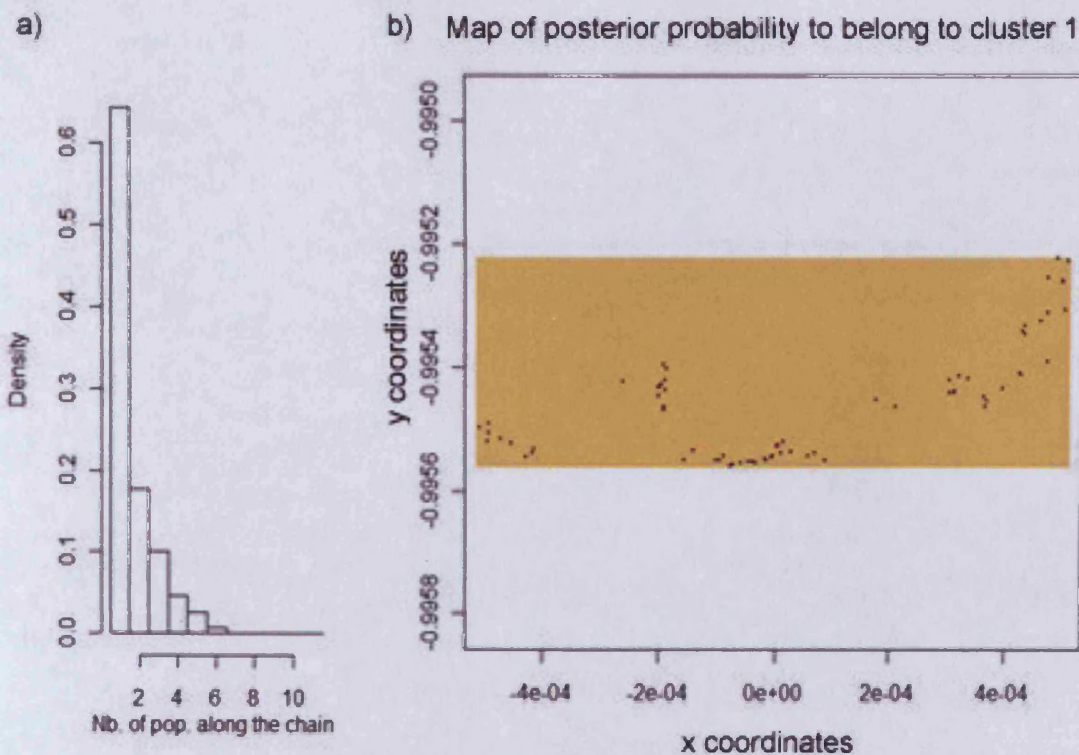 a)
b) Map of posterior probability to belong to cluster 1
Density
0.0 0.1 0.2 0.3 0.4 0.5 0.6
2 4 6 8 10
Nb. of pop. along the chain
y coordinates
-0.9950
-0.9952
-0.9954
-0.9956
-0.9958
-4e-04 -2e-04 0e+00 2e-04 4e-04
x coordinates